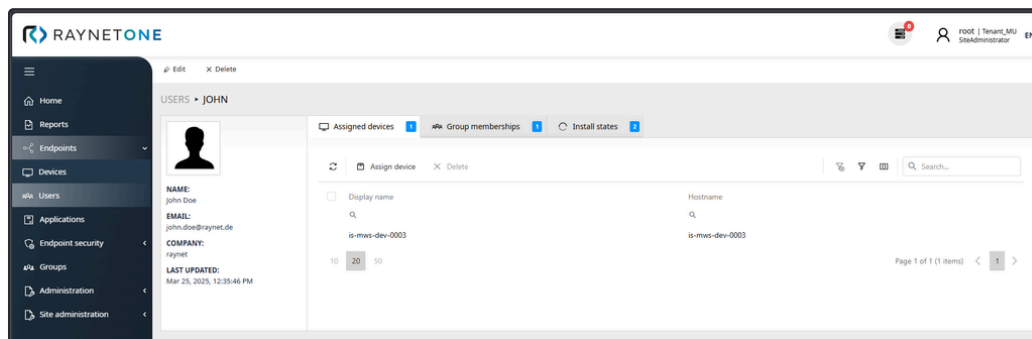 RAYNETONE
0
root | Tenant_MU
SiteAdministrator
EN
Edit
Delete
Home
Reports
Endpoints
Devices
Users
Applications
Endpoint security
Groups
Administration
Site administration
USERS ▸ JOHN
NAME:
John Doe
EMAIL:
john.doe@raynet.de
COMPANY:
raynet
LAST UPDATED:
Mar 25, 2025, 12:35:46 PM
Assigned devices 1
Group memberships 1
Install states 2
Assign device
Delete
Search...
Display name
Hostname
is-mws-dev-0003
is-mws-dev-0003
10 20 50
Page 1 of 1 (1 items)
1